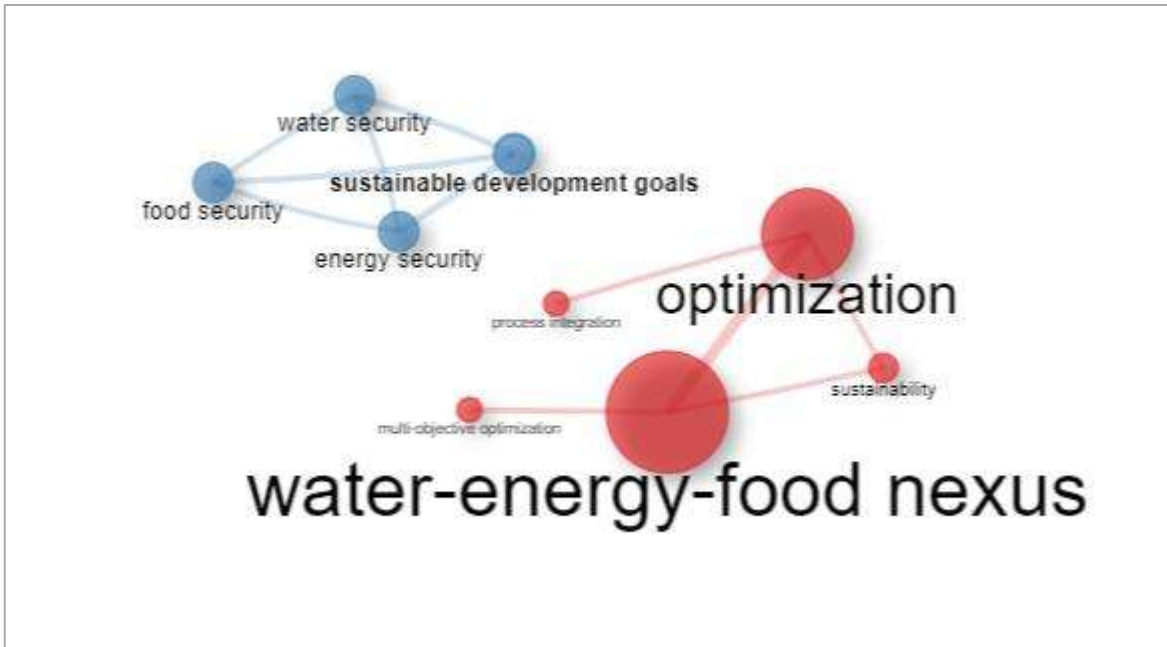 water security
sustainable development goals
food security
energy security
optimization
process integration
sustainability
multi-objective optimization
water-energy-food nexus